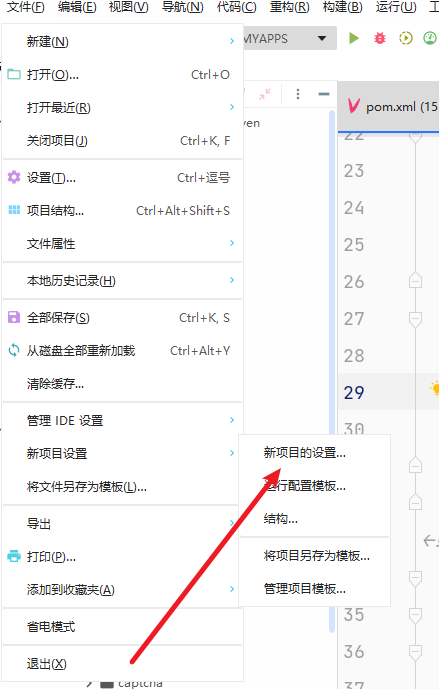 文件(F) 编辑(E) 视图(V) 导航(N) 代码(C) 重构(R) 构建(B) 运行(U)
新建(N)
MYAPPS
打开(O)... Ctrl+O
打开最近(R)
pom.xml (15
关闭项目(J) Ctrl+K, F
ven
22
设置(T)... Ctrl+逗号
23
项目结构... Ctrl+Alt+Shift+S
24
文件属性
25
本地历史记录(H)
26
全部保存(S) Ctrl+K, S
27
从磁盘全部重新加载 Ctrl+Alt+Y
28
清除缓存...
29
管理 IDE 设置
30
新项目设置
新项目的设置...
将文件另存为模板(L)...
运行配置模板...
导出
结构...
打印(P)...
将项目另存为模板...
添加到收藏夹(A)
管理项目模板...
省电模式
35
退出(X)
36
captcha
37